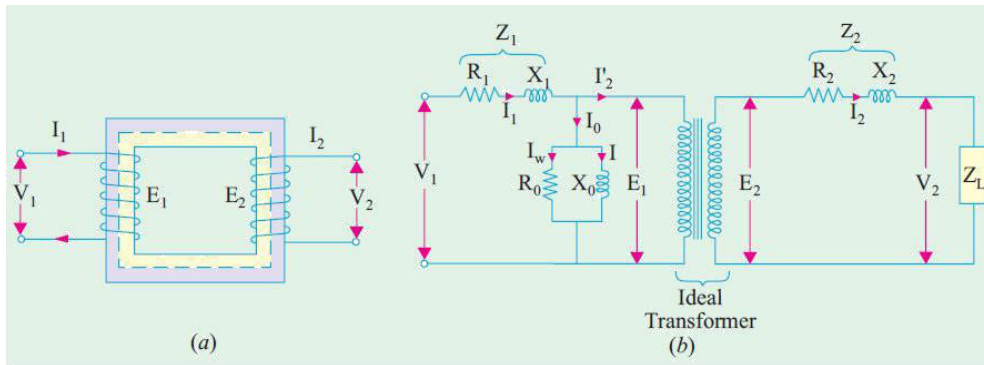 I1
I2
V1
E1
E2
V2
(a)
Z1
R1
X1
I'2
I1
I0
Iw
I
V1
R0
X0
E1
E2
Z2
R2
X2
I2
V2
ZL
Ideal
Transformer
(b)